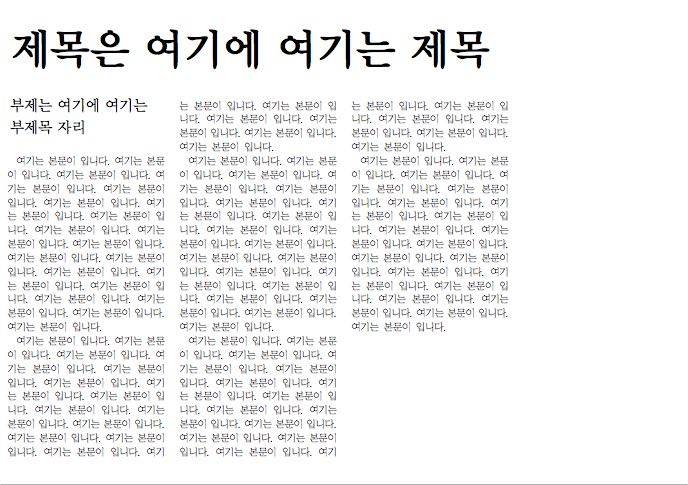 제목은 여기에 여기는 제목
부제는 여기에 여기는
부제목 자리
여기는 본문이 입니다. 여기는 본문
이 입니다. 여기는 본문이 입니다. 여
기는 본문이 입니다. 여기는 본문이
입니다. 여기는 본문이 입니다. 여기
는 본문이 입니다. 여기는 본문이 입
니다. 여기는 본문이 입니다. 여기는
본문이 입니다. 여기는 본문이 입니다.
여기는 본문이 입니다. 여기는 본문이
입니다. 여기는 본문이 입니다. 여기
는 본문이 입니다. 여기는 본문이 입
니다. 여기는 본문이 입니다. 여기는
본문이 입니다. 여기는 본문이 입니다.
여기는 본문이 입니다.
여기는 본문이 입니다. 여기는 본문
이 입니다. 여기는 본문이 입니다. 여
기는 본문이 입니다. 여기는 본문이
입니다. 여기는 본문이 입니다. 여기
는 본문이 입니다. 여기는 본문이 입
니다. 여기는 본문이 입니다. 여기는
본문이 입니다. 여기는 본문이 입니다.
여기는 본문이 입니다. 여기는 본문이
입니다. 여기는 본문이 입니다. 여기
는 본문이 입니다. 여기는 본문이 입
니다. 여기는 본문이 입니다. 여기는
본문이 입니다. 여기는 본문이 입니다.
여기는 본문이 입니다.
여기는 본문이 입니다. 여기는 본문
이 입니다. 여기는 본문이 입니다. 여
기는 본문이 입니다. 여기는 본문이
입니다. 여기는 본문이 입니다. 여기
는 본문이 입니다. 여기는 본문이 입
니다. 여기는 본문이 입니다. 여기는
본문이 입니다. 여기는 본문이 입니다.
여기는 본문이 입니다. 여기는 본문이
입니다. 여기는 본문이 입니다. 여기
는 본문이 입니다. 여기는 본문이 입
니다. 여기는 본문이 입니다. 여기는
본문이 입니다. 여기는 본문이 입니다.
여기는 본문이 입니다.
여기는 본문이 입니다. 여기는 본문
이 입니다. 여기는 본문이 입니다. 여
기는 본문이 입니다. 여기는 본문이
입니다. 여기는 본문이 입니다. 여기
는 본문이 입니다. 여기는 본문이 입
니다. 여기는 본문이 입니다. 여기는
본문이 입니다. 여기는 본문이 입니다.
여기는 본문이 입니다. 여기는 본문이
입니다. 여기는 본문이 입니다. 여기
는 본문이 입니다. 여기는 본문이 입
니다. 여기는 본문이 입니다. 여기는
본문이 입니다. 여기는 본문이 입니다.
여기는 본문이 입니다.
여기는 본문이 입니다. 여기는 본문
이 입니다. 여기는 본문이 입니다. 여
기는 본문이 입니다. 여기는 본문이
입니다. 여기는 본문이 입니다. 여기
는 본문이 입니다. 여기는 본문이 입
니다. 여기는 본문이 입니다. 여기는
본문이 입니다. 여기는 본문이 입니다.
여기는 본문이 입니다. 여기는 본문이
입니다. 여기는 본문이 입니다. 여기
는 본문이 입니다. 여기는 본문이 입
니다. 여기는 본문이 입니다. 여기는
본문이 입니다. 여기는 본문이 입니다.
여기는 본문이 입니다.